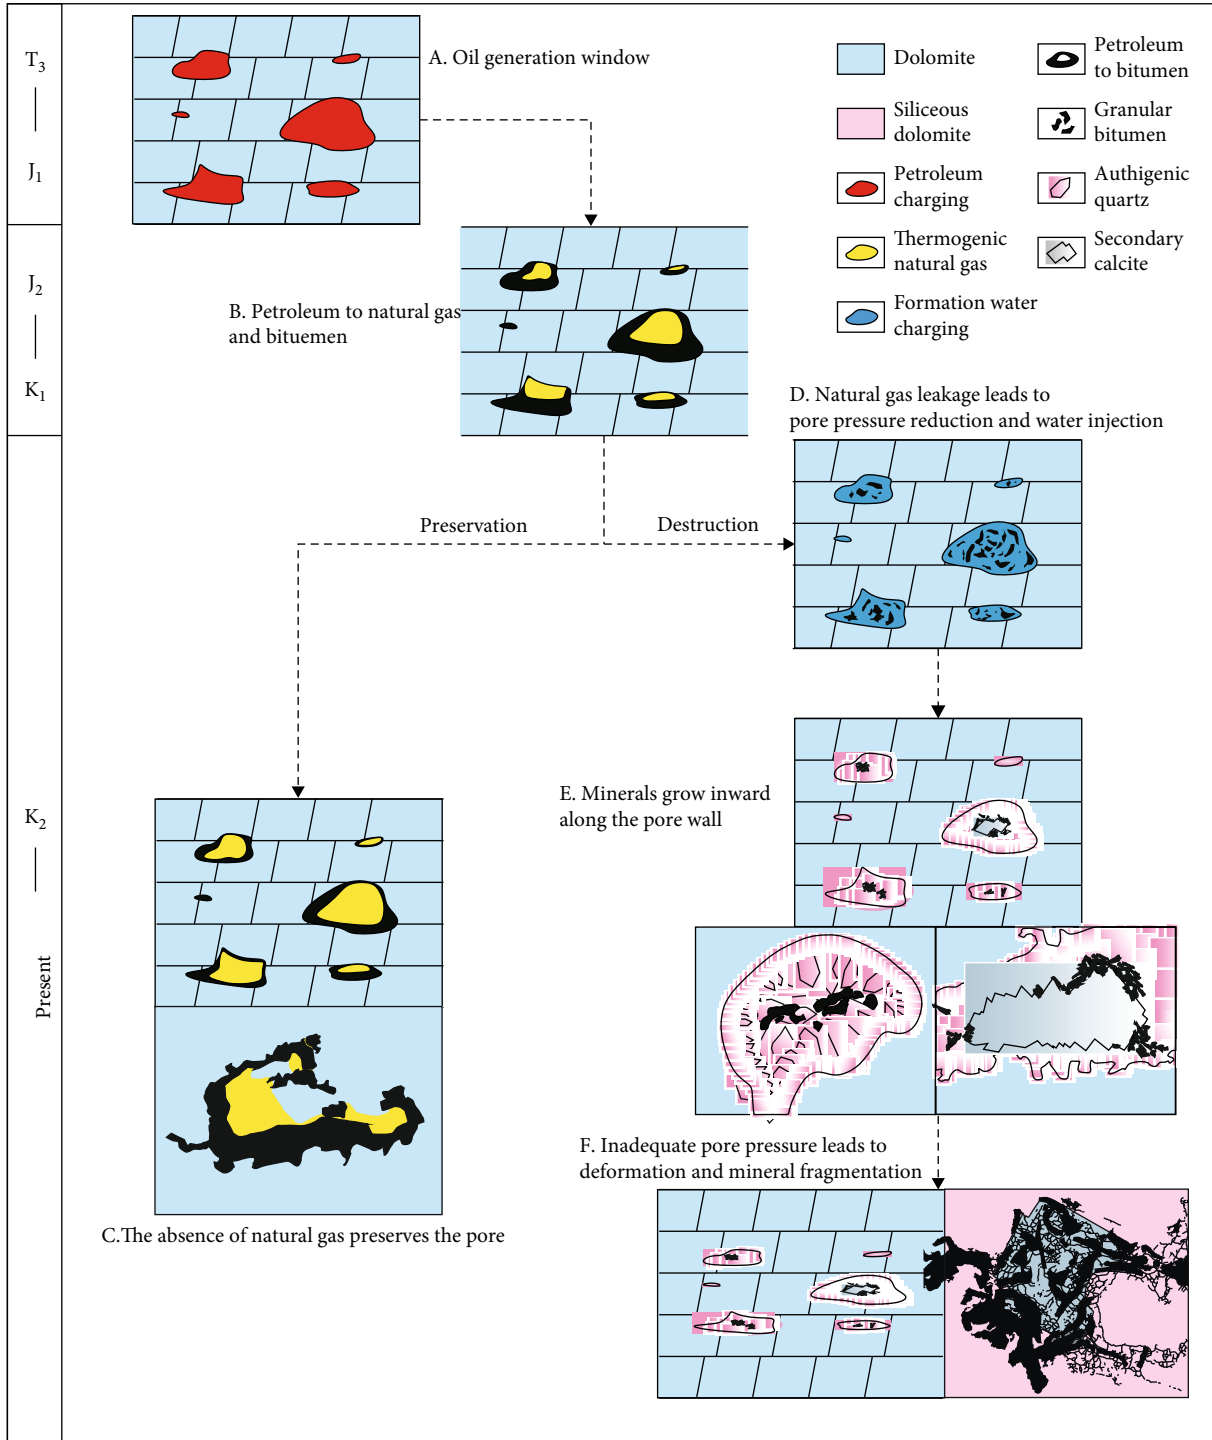 T3
J1
J2
K1
K2
Present
A. Oil generation window
B. Petroleum to natural gas
and bituemen
Preservation
Destruction
C.The absence of natural gas preserves the pore
Dolomite
Siliceous
dolomite
Petroleum
charging
Thermogenic
natural gas
Formation water
charging
Petroleum
to bitumen
Granular
bitumen
Authigenic
quartz
Secondary
calcite
D. Natural gas leakage leads to
pore pressure reduction and water injection
E. Minerals grow inward
along the pore wall
F. Inadequate pore pressure leads to
deformation and mineral fragmentation